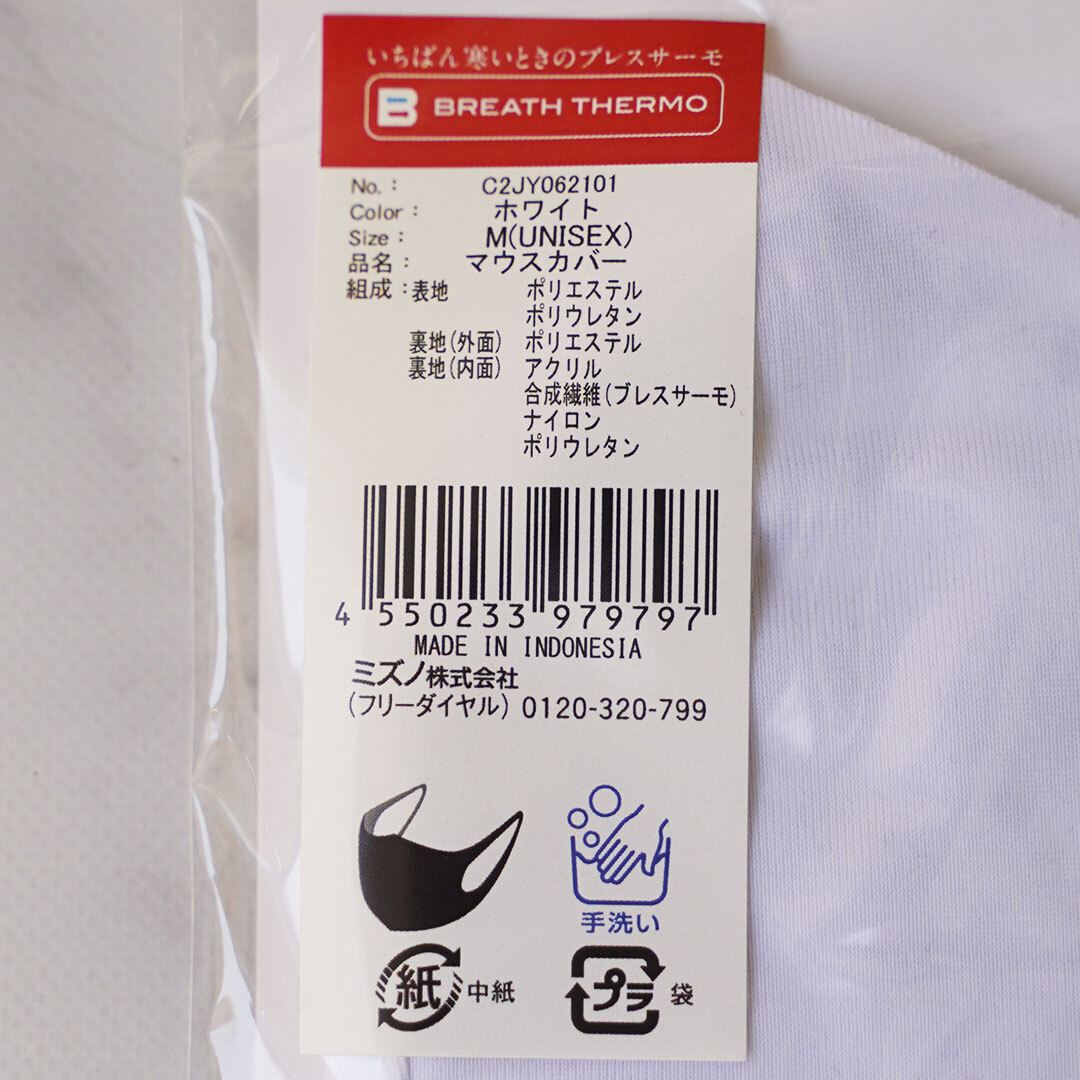 いちばん寒いときのブレスサーモ
B BREATH THERMO
No.: C2JY062101
Color: ホワイト
Size: M(UNISEX)
品名: マウスカバー
組成:表地 ポリエステル
ポリウレタン
裏地(外面) ポリエステル
裏地(内面) アクリル
合成繊維(ブレスサーモ)
ナイロン
ポリウレタン
4 550233 979797
MADE IN INDONESIA
ミズノ株式会社
(フリーダイヤル) 0120-320-799
手洗い
紙 中紙
プラ 袋